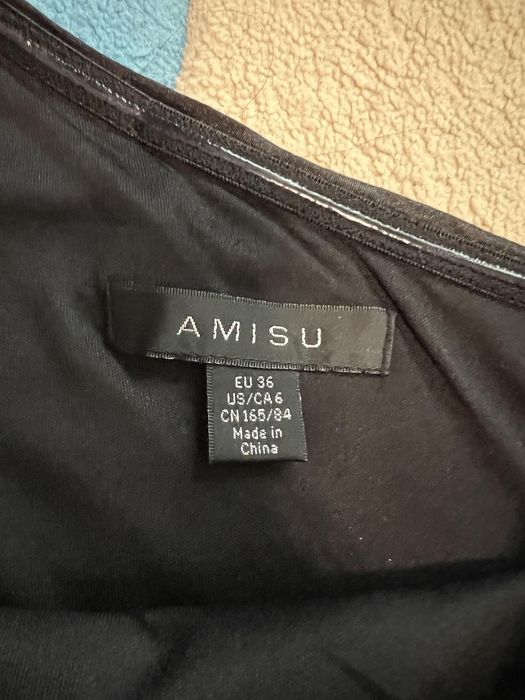 AMISU
EU 36
US/CA 6
CN 165/84
Made in
China